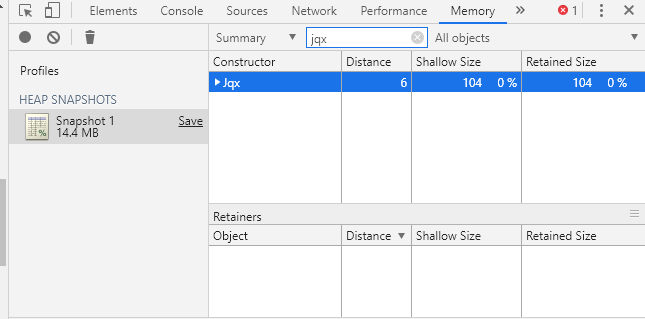 Elements Console Sources Network Performance Memory » 1
Summary ▼ jqx All objects ▼
Profiles
HEAP SNAPSHOTS
Snapshot 1 Save
14.4 MB
%
Constructor Distance Shallow Size Retained Size
▶Jqx 6 104 0 % 104 0 %
Retainers
Object Distance ▼ Shallow Size Retained Size